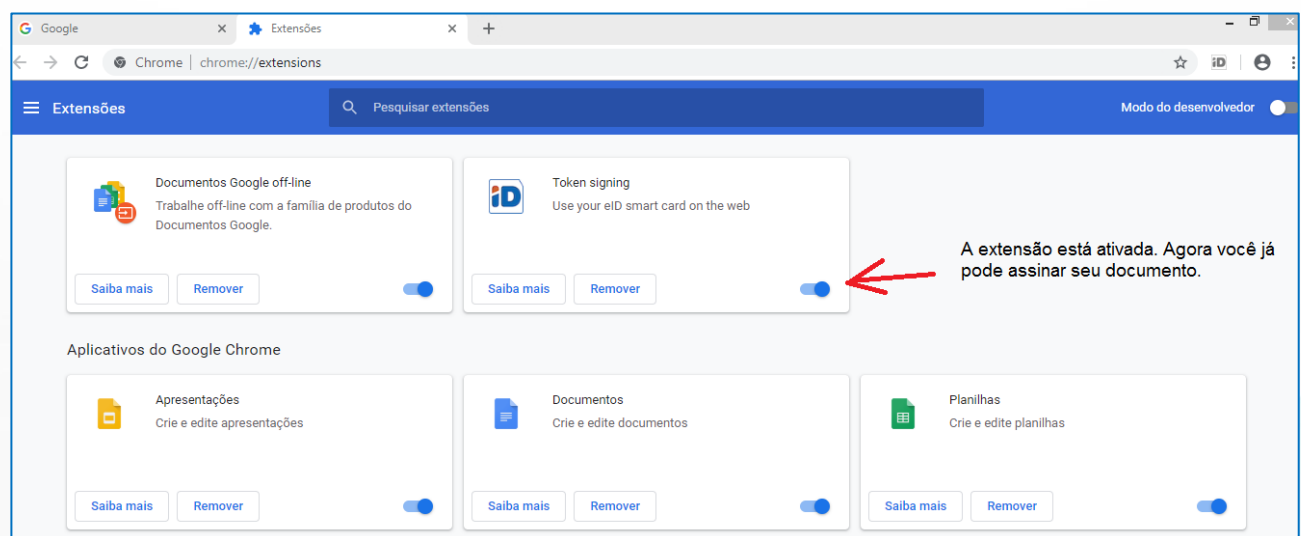 Google
Extensões
Chrome | chrome://extensions
iD
Extensões
Pesquisar extensões
Modo do desenvolvedor
Documentos Google off-line
Trabalhe off-line com a família de produtos do
Documentos Google.
Saiba mais
Remover
iD
Token signing
Use your eID smart card on the web
Saiba mais
Remover
A extensão está ativada. Agora você já
pode assinar seu documento.
Aplicativos do Google Chrome
Apresentações
Crie e edite apresentações
Saiba mais
Remover
Documentos
Crie e edite documentos
Saiba mais
Remover
Planilhas
Crie e edite planilhas
Saiba mais
Remover